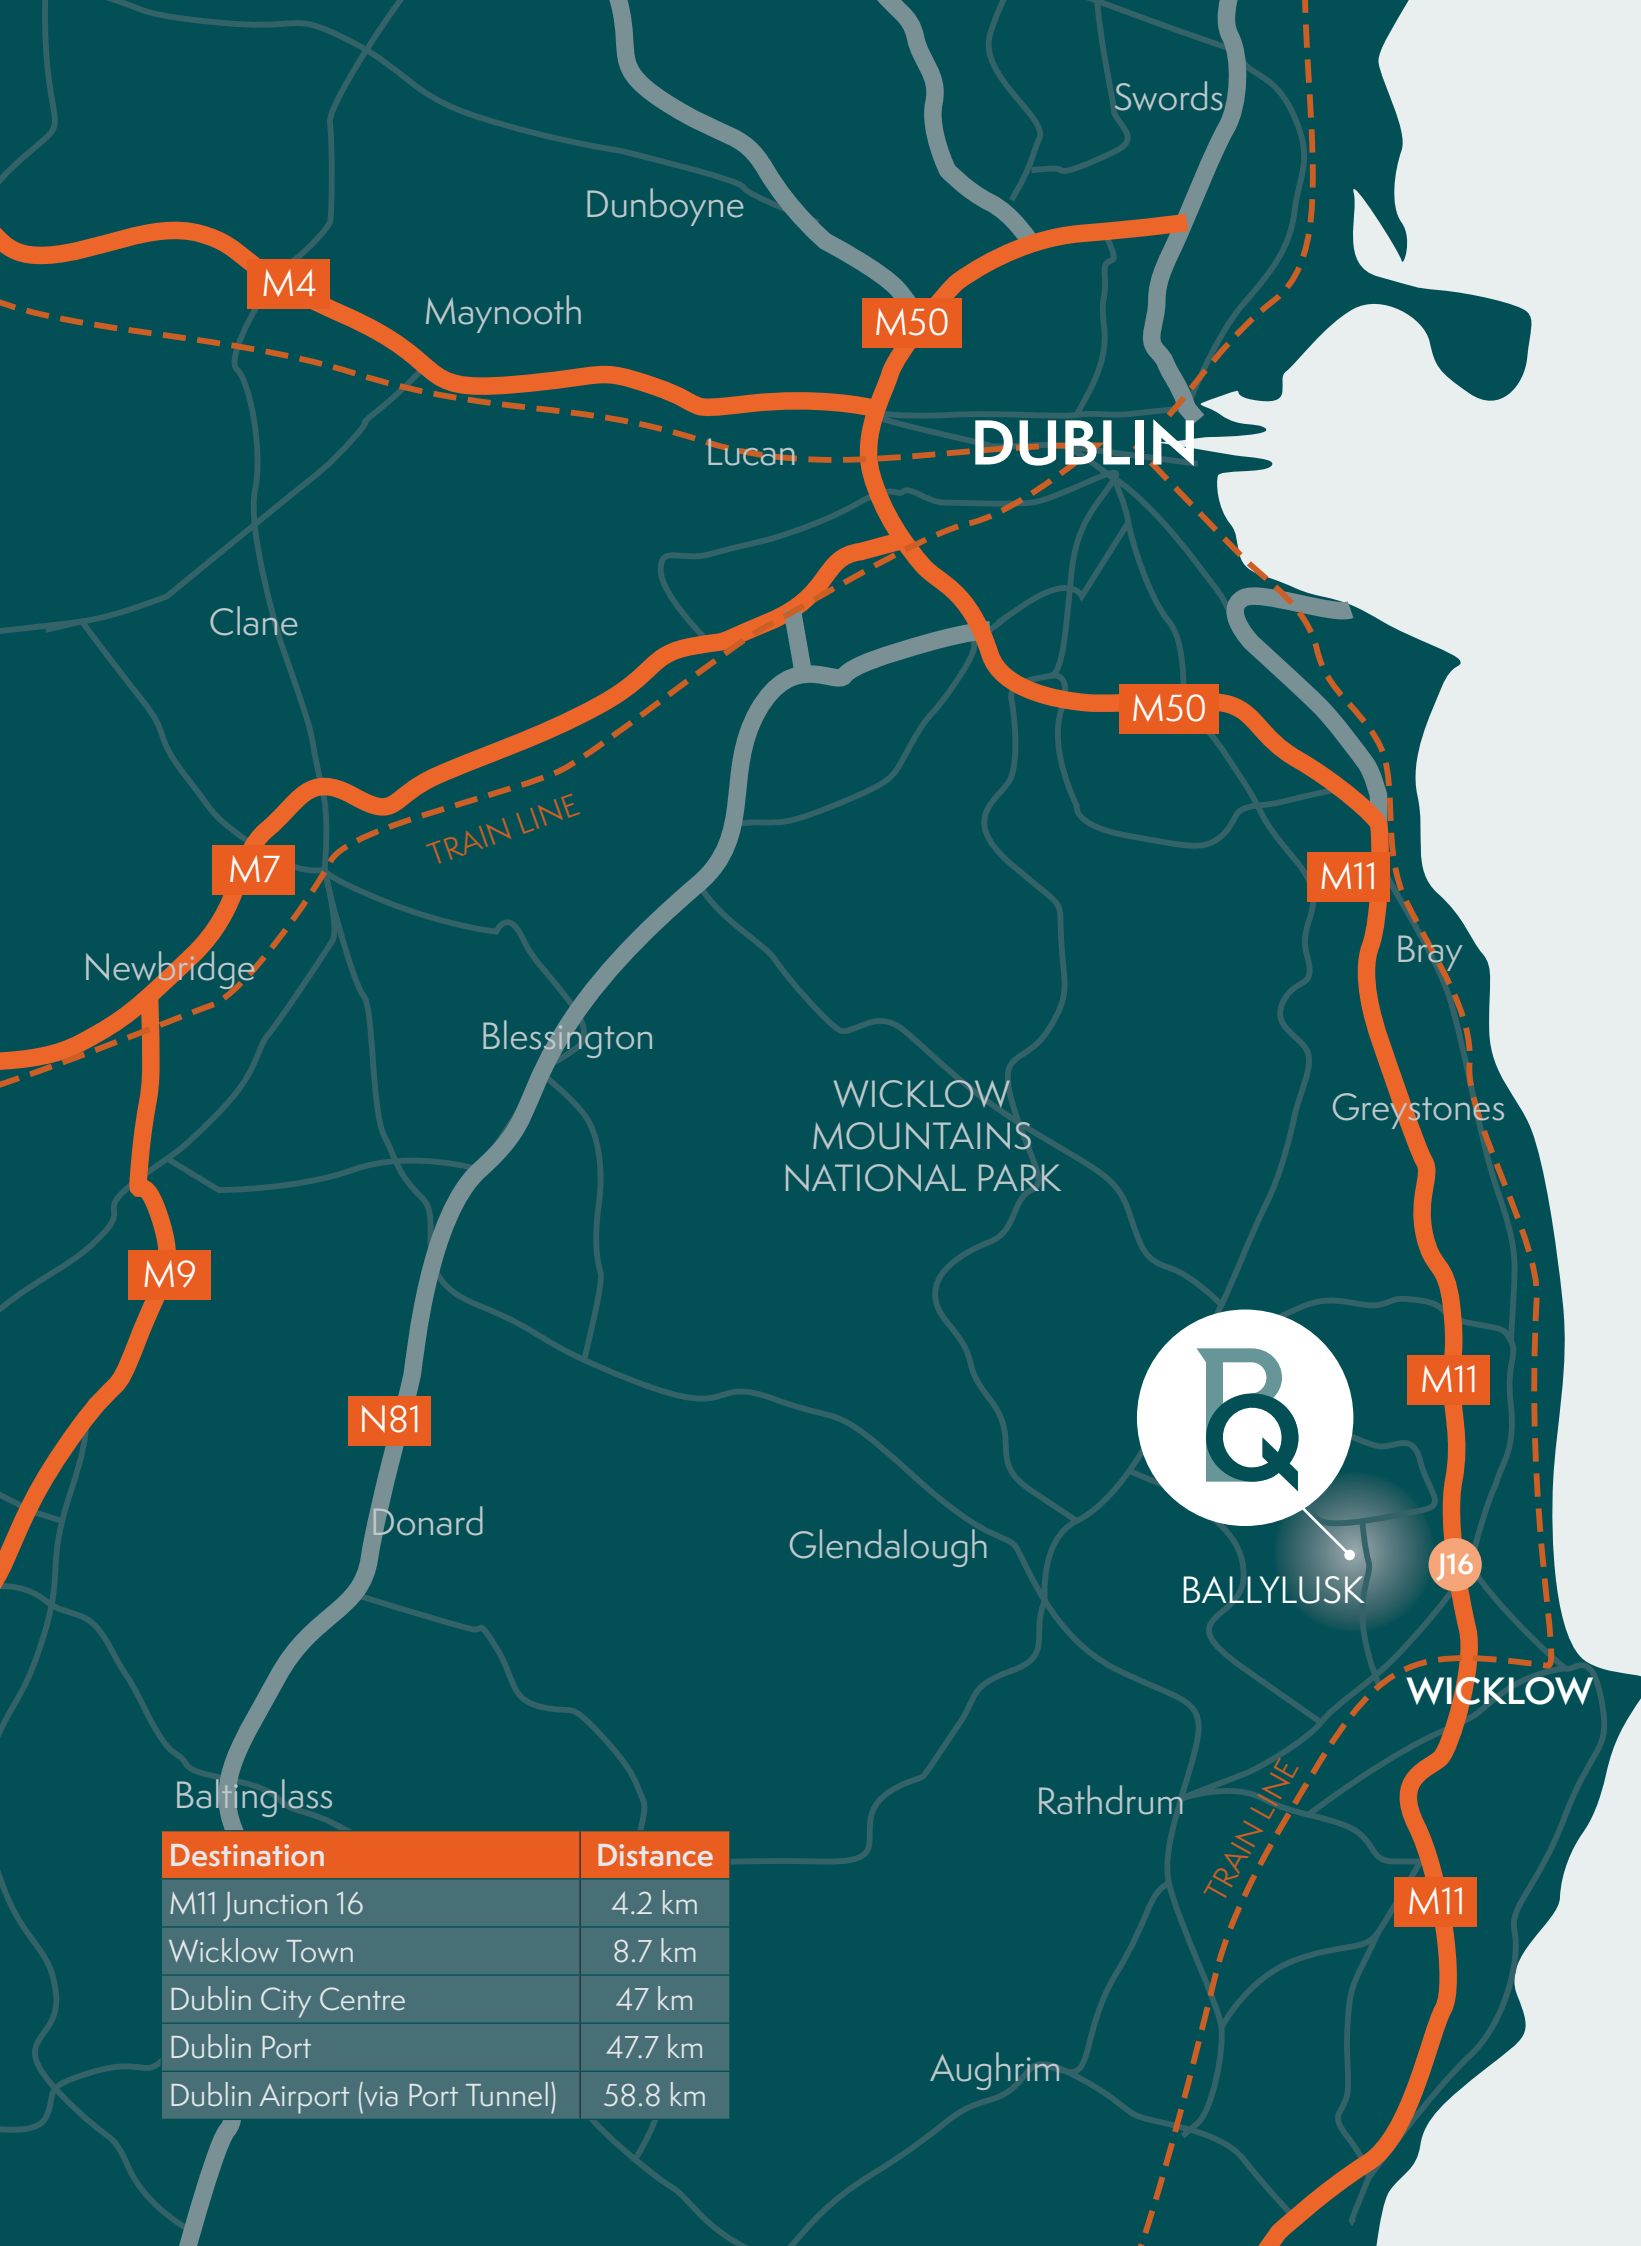 Swords
Dunboyne
M4
Maynooth
M50
DUBLIN
Lucan
Clane
M50
TRAIN LINE
M7
M11
Bray
Newbridge
Blessington
WICKLOW
MOUNTAINS
NATIONAL PARK
Greystones
M9
BQ
M11
N81
Donard
Glendalough
J16
BALLYLUSK
WICKLOW
Baltinglass
Rathdrum
TRAIN LINE
Destination Distance
M11 Junction 16 4.2 km
Wicklow Town 8.7 km
Dublin City Centre 47 km
Dublin Port 47.7 km
Dublin Airport (via Port Tunnel) 58.8 km
M11
Aughrim